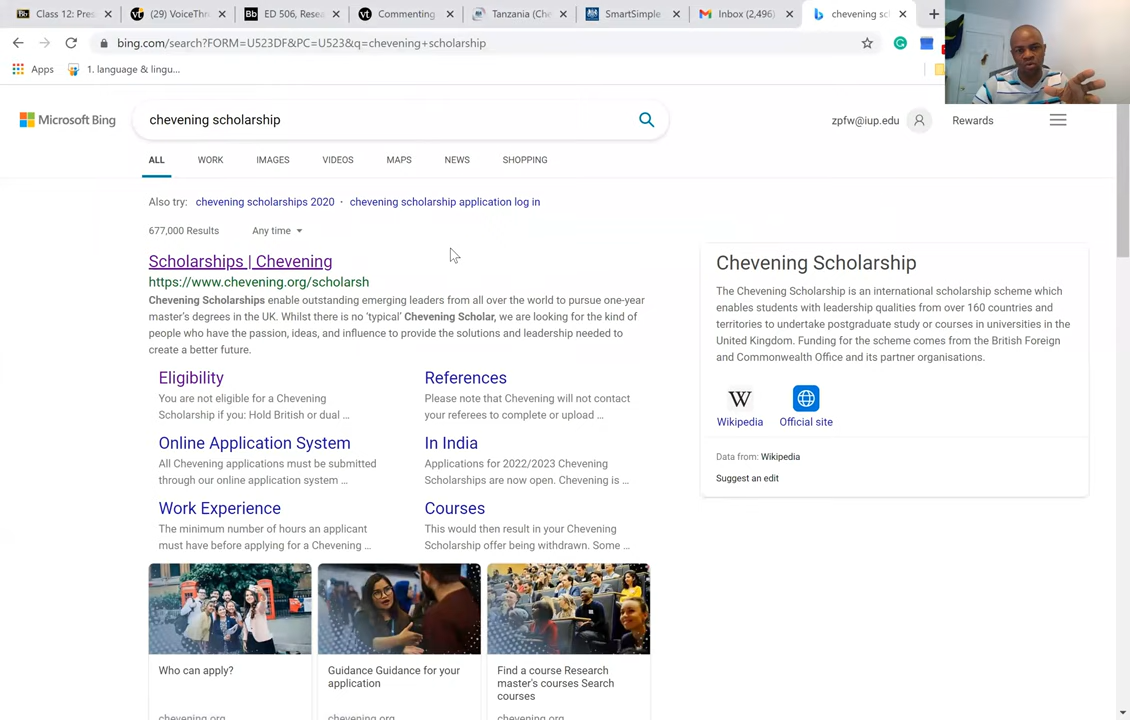 Class 12: Pres
(29) VoiceThr
ED 506, Resea
Commenting
Tanzania (Che
SmartSimple
Inbox (2,496)
chevening sch
bing.com/search?FORM=U523DF&PC=U523&q=chevening+scholarship
Apps
1. language & lingu...
Microsoft Bing
chevening scholarship
zpfw@iup.edu
Rewards
ALL WORK IMAGES VIDEOS MAPS NEWS SHOPPING
Also try: chevening scholarships 2020 · chevening scholarship application log in
677,000 Results Any time
Scholarships | Chevening
https://www.chevening.org/scholarsh
Chevening Scholarships enable outstanding emerging leaders from all over the world to pursue one-year
master's degrees in the UK. Whilst there is no 'typical' Chevening Scholar, we are looking for the kind of
people who have the passion, ideas, and influence to provide the solutions and leadership needed to
create a better future.
Eligibility
You are not eligible for a Chevening
Scholarship if you: Hold British or dual ...
References
Please note that Chevening will not contact
your referees to complete or upload ...
Online Application System
All Chevening applications must be submitted
through our online application system ...
In India
Applications for 2022/2023 Chevening
Scholarships are now open. Chevening is ...
Work Experience
The minimum number of hours an applicant
must have before applying for a Chevening ...
Courses
This would then result in your Chevening
Scholarship offer being withdrawn. Some ...
Who can apply?
chevening.org
Guidance Guidance for your
application
chevening.org
Find a course Research
master's courses Search
courses
chevening.org
Chevening Scholarship
The Chevening Scholarship is an international scholarship scheme which
enables students with leadership qualities from over 160 countries and
territories to undertake postgraduate study or courses in universities in the
United Kingdom. Funding for the scheme comes from the British Foreign
and Commonwealth Office and its partner organisations.
W
Wikipedia
Official site
Data from: Wikipedia
Suggest an edit